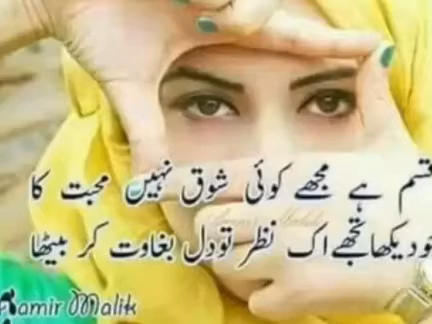 قسم ہے مجھے کوئی شوق نہیں محبت کا
جو دیکھا تجھے اک نظر تو دل بغاوت کر بیٹھا
amir Malik